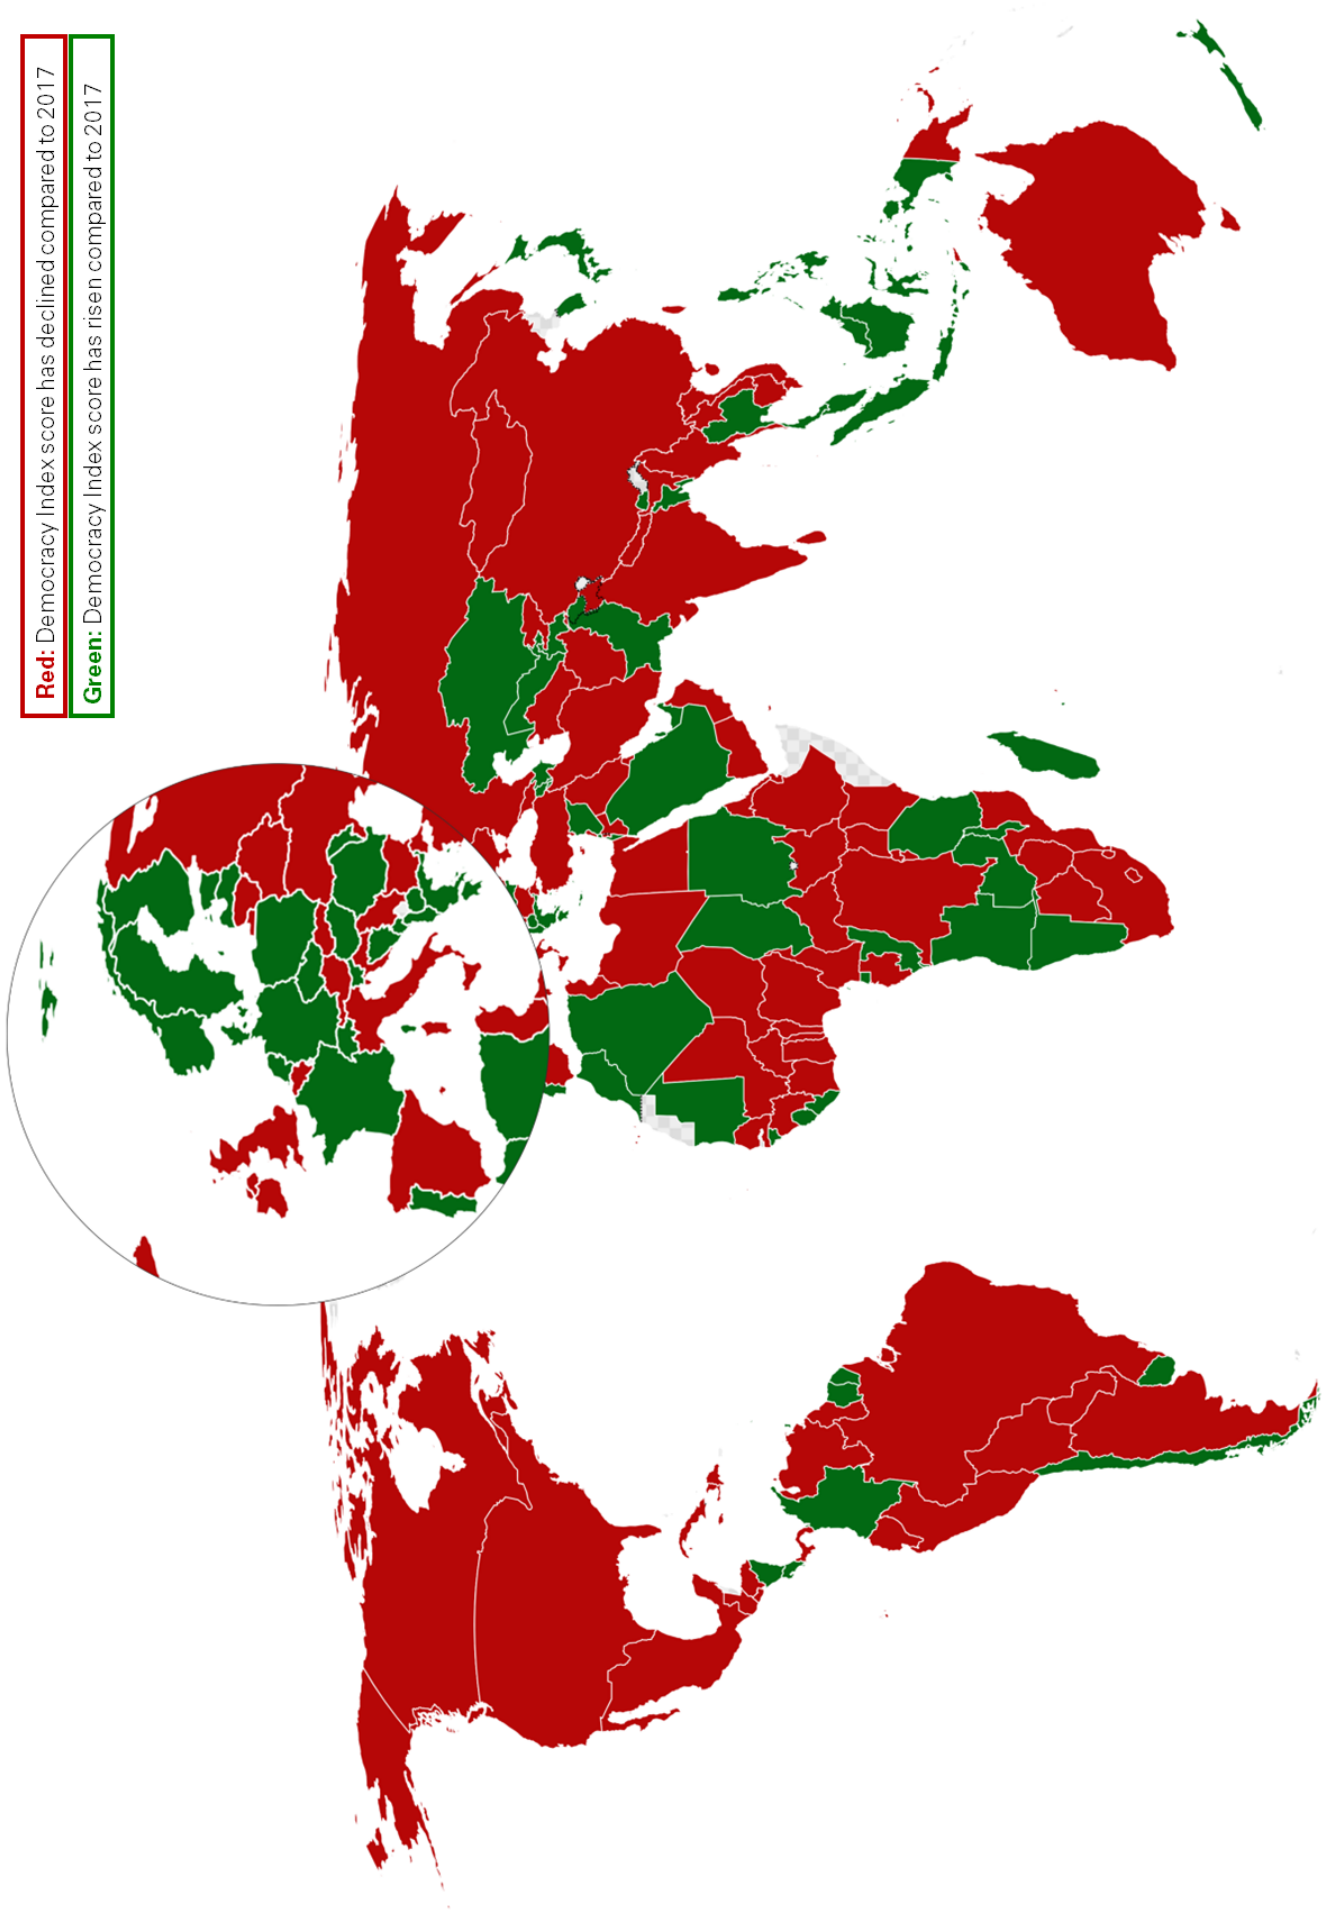 Red: Democracy Index score has declined compared to 2017
Green: Democracy Index score has risen compared to 2017